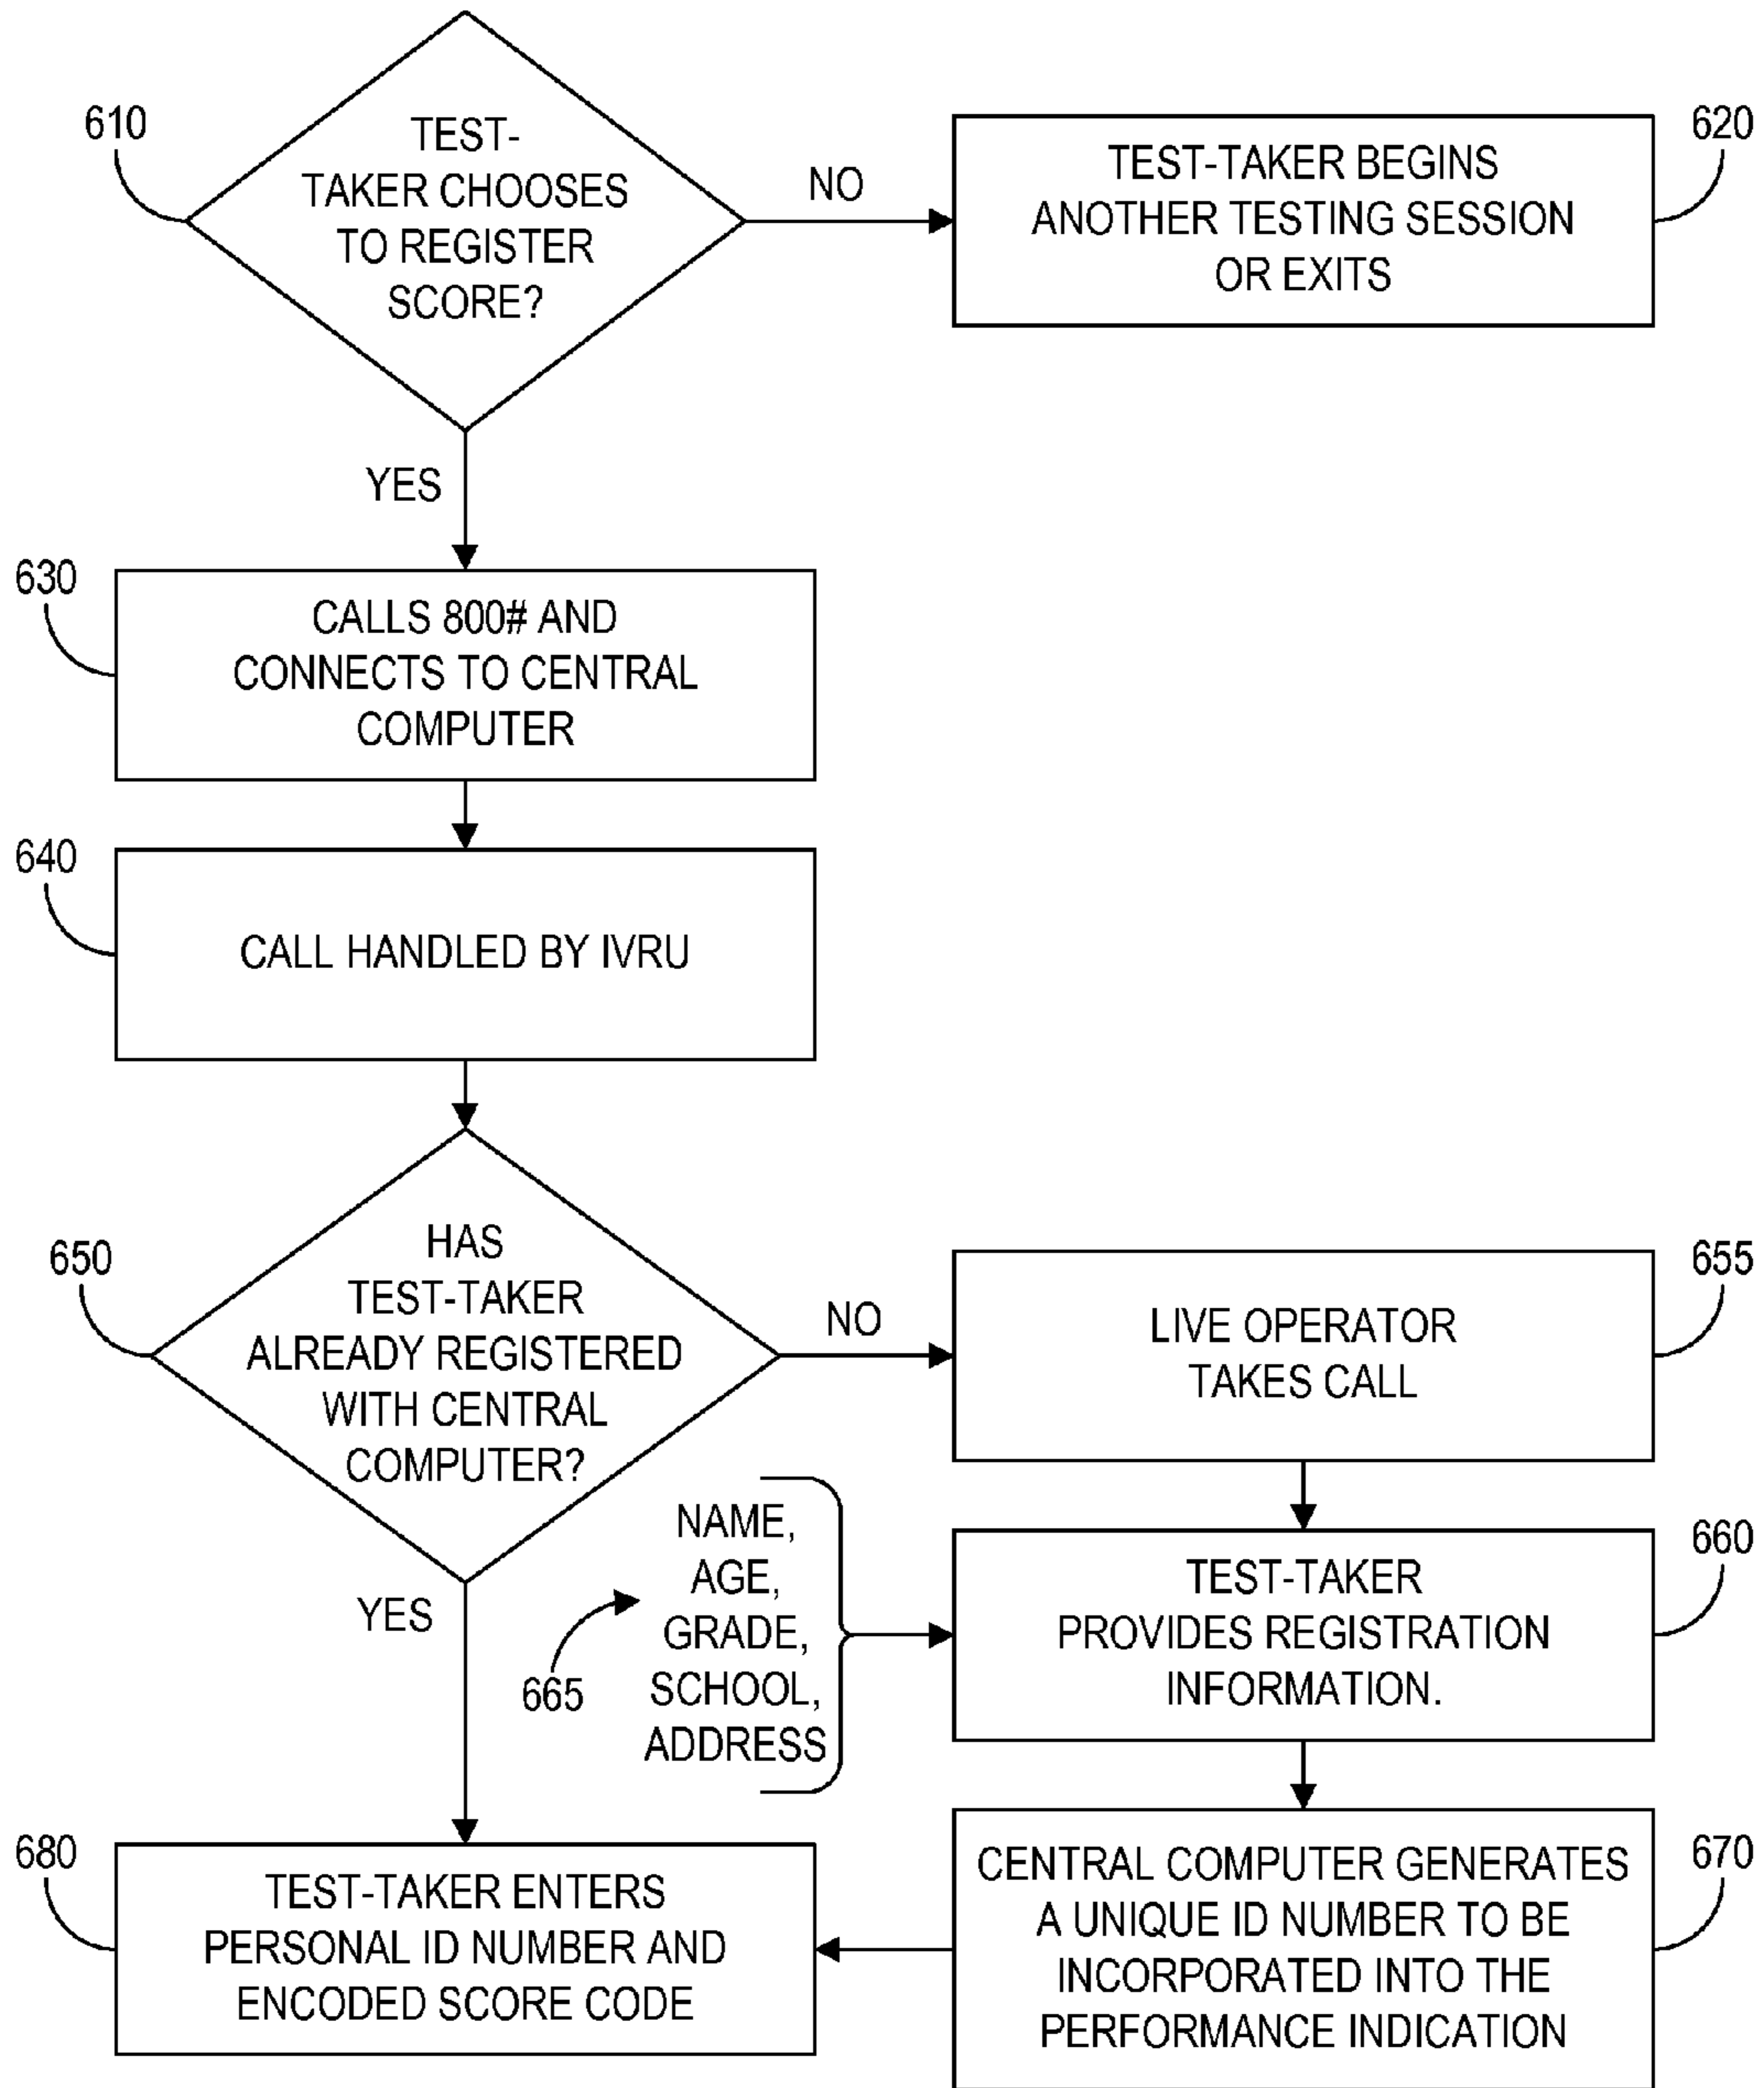 610
TEST-
TAKER CHOOSES
TO REGISTER
SCORE?
NO
620
TEST-TAKER BEGINS
ANOTHER TESTING SESSION
OR EXITS
YES
630
CALLS 800# AND
CONNECTS TO CENTRAL
COMPUTER
640
CALL HANDLED BY IVRU
650
HAS
TEST-TAKER
ALREADY REGISTERED
WITH CENTRAL
COMPUTER?
NO
655
LIVE OPERATOR
TAKES CALL
YES
665
NAME,
AGE,
GRADE,
SCHOOL,
ADDRESS
660
TEST-TAKER
PROVIDES REGISTRATION
INFORMATION.
670
CENTRAL COMPUTER GENERATES
A UNIQUE ID NUMBER TO BE
INCORPORATED INTO THE
PERFORMANCE INDICATION
680
TEST-TAKER ENTERS
PERSONAL ID NUMBER AND
ENCODED SCORE CODE